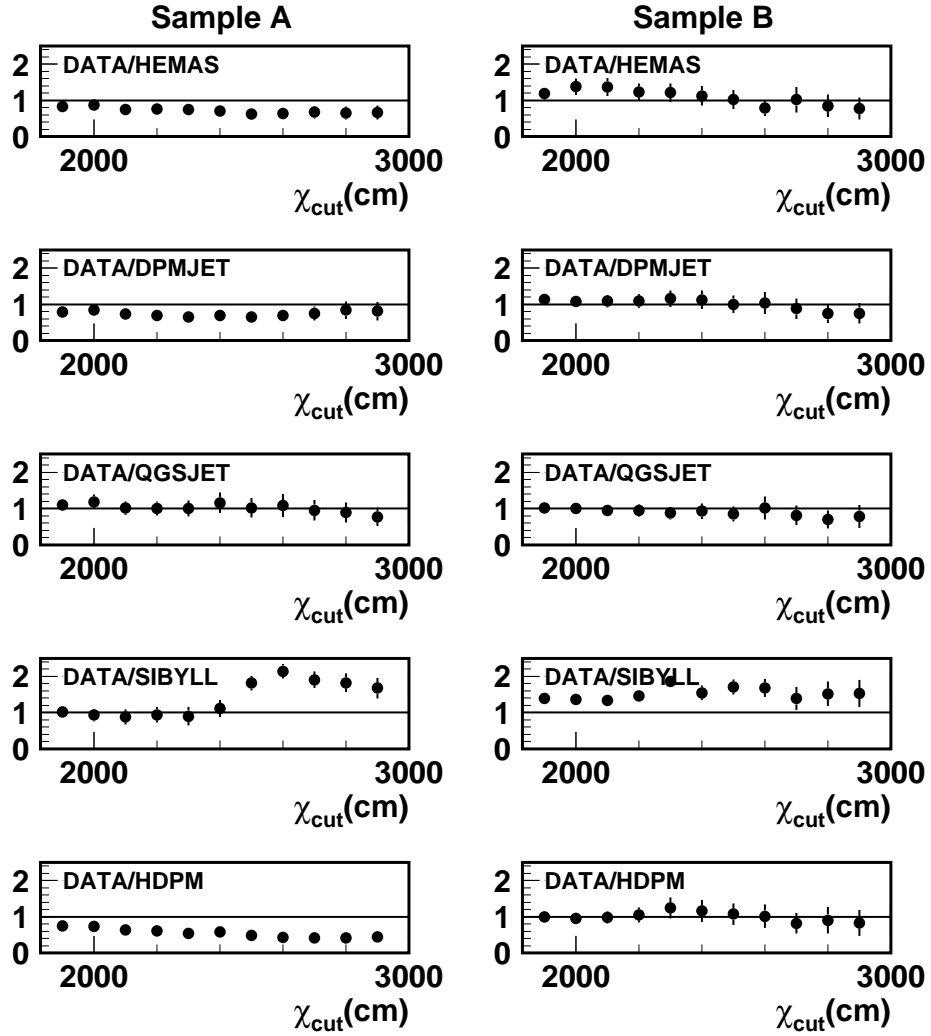 Sample A Sample B
2 DATA/HEMAS 2 DATA/HEMAS
1 1
0 0
2000 3000 2000 3000
χcut(cm) χcut(cm)
2 DATA/DPMJET 2 DATA/DPMJET
1 1
0 0
2000 3000 2000 3000
χcut(cm) χcut(cm)
2 DATA/QGSJET 2 DATA/QGSJET
1 1
0 0
2000 3000 2000 3000
χcut(cm) χcut(cm)
2 DATA/SIBYLL 2 DATA/SIBYLL
1 1
0 0
2000 3000 2000 3000
χcut(cm) χcut(cm)
2 DATA/HDPM 2 DATA/HDPM
1 1
0 0
2000 3000 2000 3000
χcut(cm) χcut(cm)